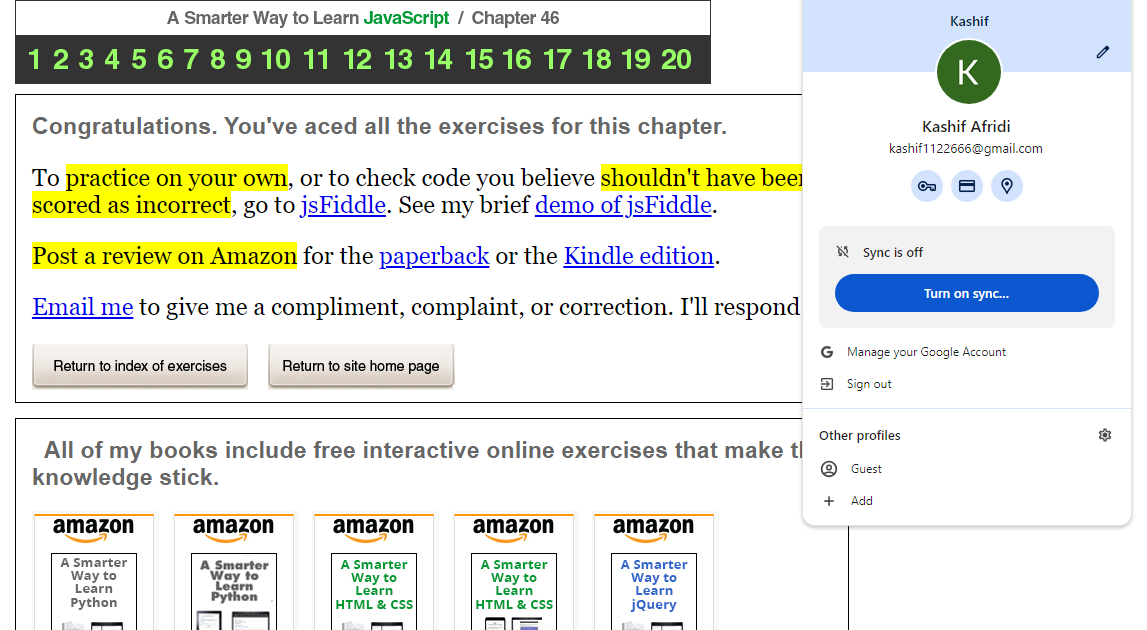 A Smarter Way to Learn JavaScript / Chapter 46
1 2 3 4 5 6 7 8 9 10 11 12 13 14 15 16 17 18 19 20
Congratulations. You've aced all the exercises for this chapter.
To practice on your own, or to check code you believe shouldn't have been
scored as incorrect, go to jsFiddle. See my brief demo of jsFiddle.
Post a review on Amazon for the paperback or the Kindle edition.
Email me to give me a compliment, complaint, or correction. I'll respond
Return to index of exercises
Return to site home page
All of my books include free interactive online exercises that make
knowledge stick.
amazon
A Smarter
Way to
Learn
Python
amazon
A Smarter
Way to
Learn
Python
amazon
A Smarter
Way to
Learn
HTML & CSS
amazon
A Smarter
Way to
Learn
HTML & CSS
amazon
A Smarter
Way to
Learn
jQuery
Kashif
K
Kashif Afridi
kashif1122666@gmail.com
Sync is off
Turn on sync...
Manage your Google Account
Sign out
Other profiles
Guest
Add